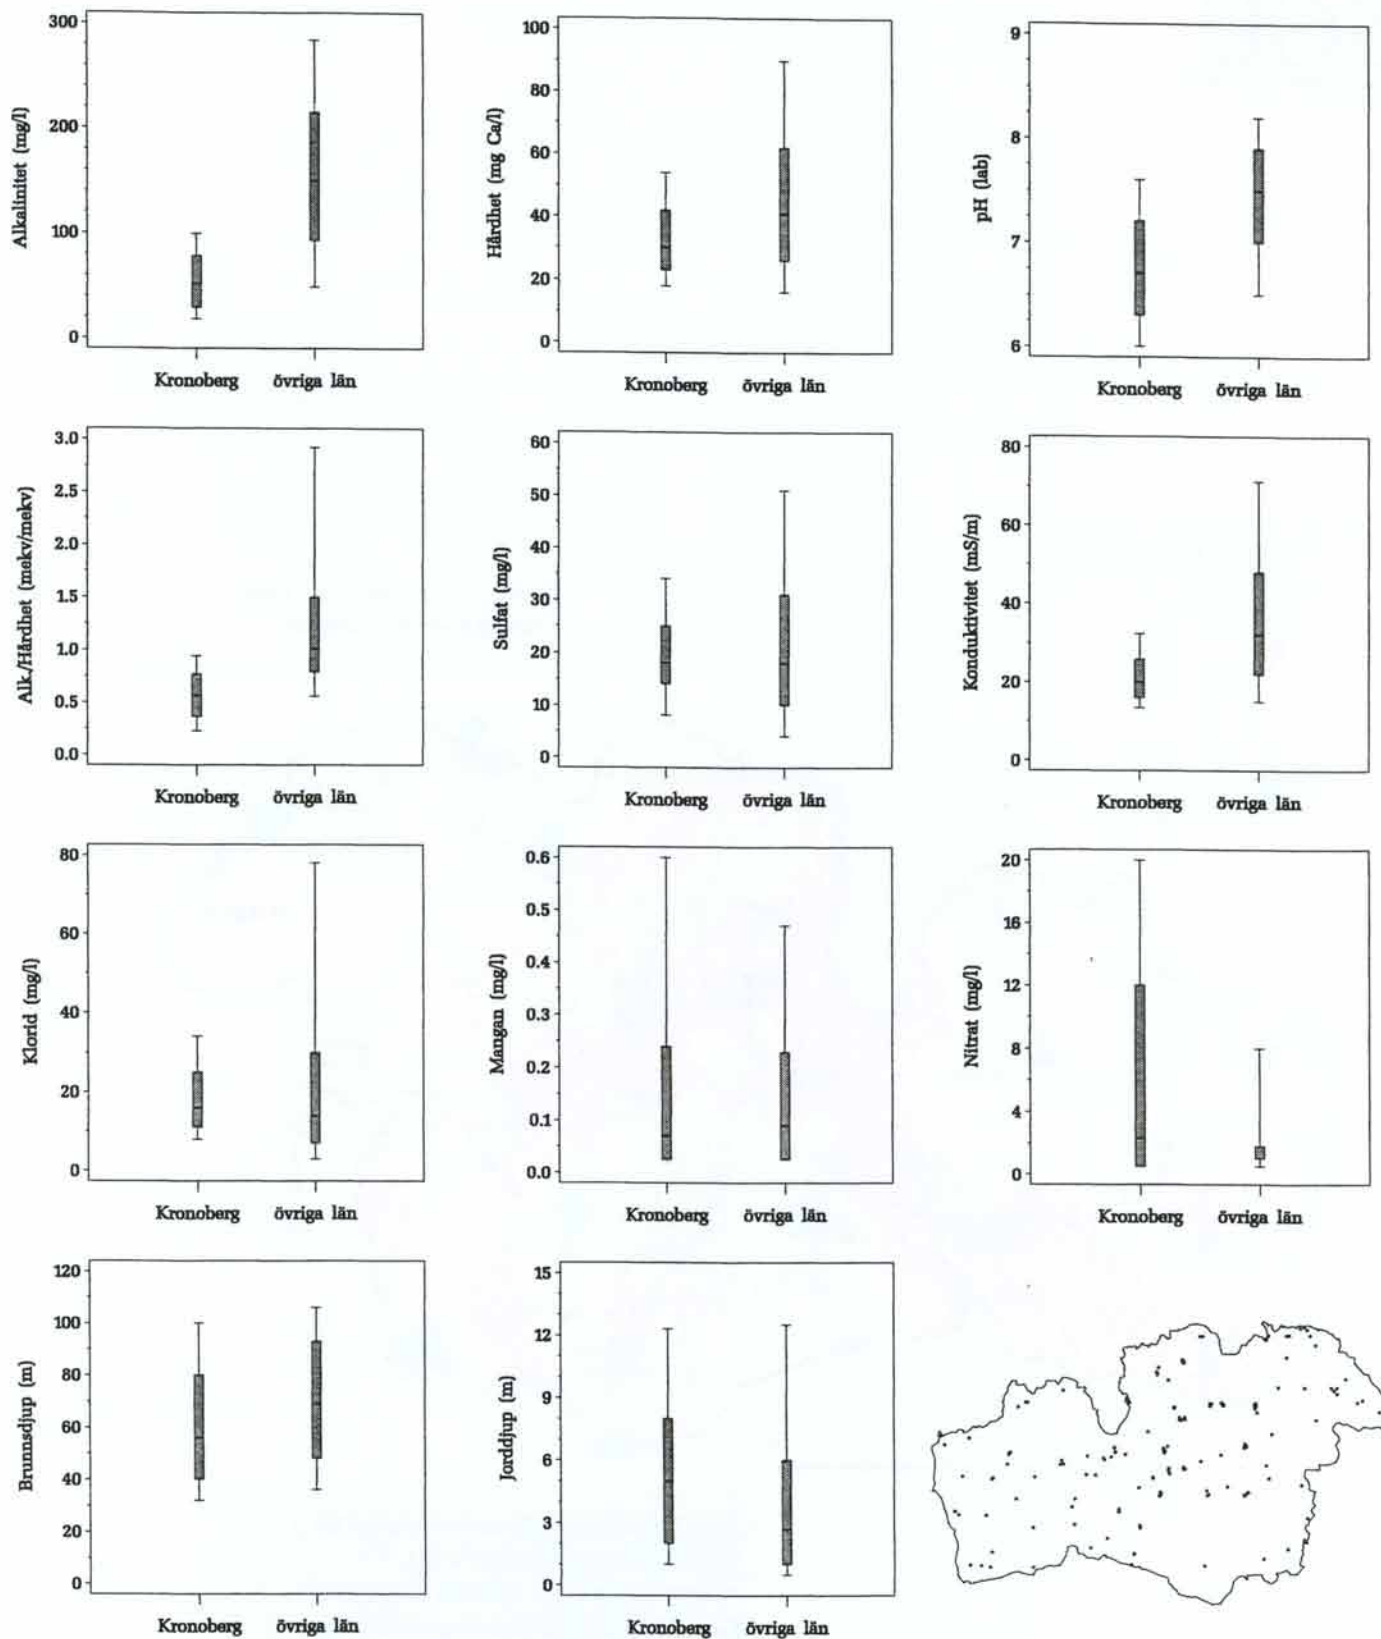 Alkalinitet (mg/l)
300
200
100
0
Kronoberg övriga län
Hårdhet (mg Ca/l)
100
80
60
40
20
0
Kronoberg övriga län
pH (lab)
9
8
7
6
Kronoberg övriga län
Alk./Hårdhet (mekv/mekv)
3.0
2.5
2.0
1.5
1.0
0.5
0.0
Kronoberg övriga län
Sulfat (mg/l)
60
50
40
30
20
10
0
Kronoberg övriga län
Konduktivitet (mS/m)
80
60
40
20
0
Kronoberg övriga län
Klorid (mg/l)
80
60
40
20
0
Kronoberg övriga län
Mangan (mg/l)
0.6
0.5
0.4
0.3
0.2
0.1
0.0
Kronoberg övriga län
Nitrat (mg/l)
20
16
12
8
4
0
Kronoberg övriga län
Brunnsdjup (m)
120
100
80
60
40
20
0
Kronoberg övriga län
Jorddjup (m)
15
12
9
6
3
0
Kronoberg övriga län